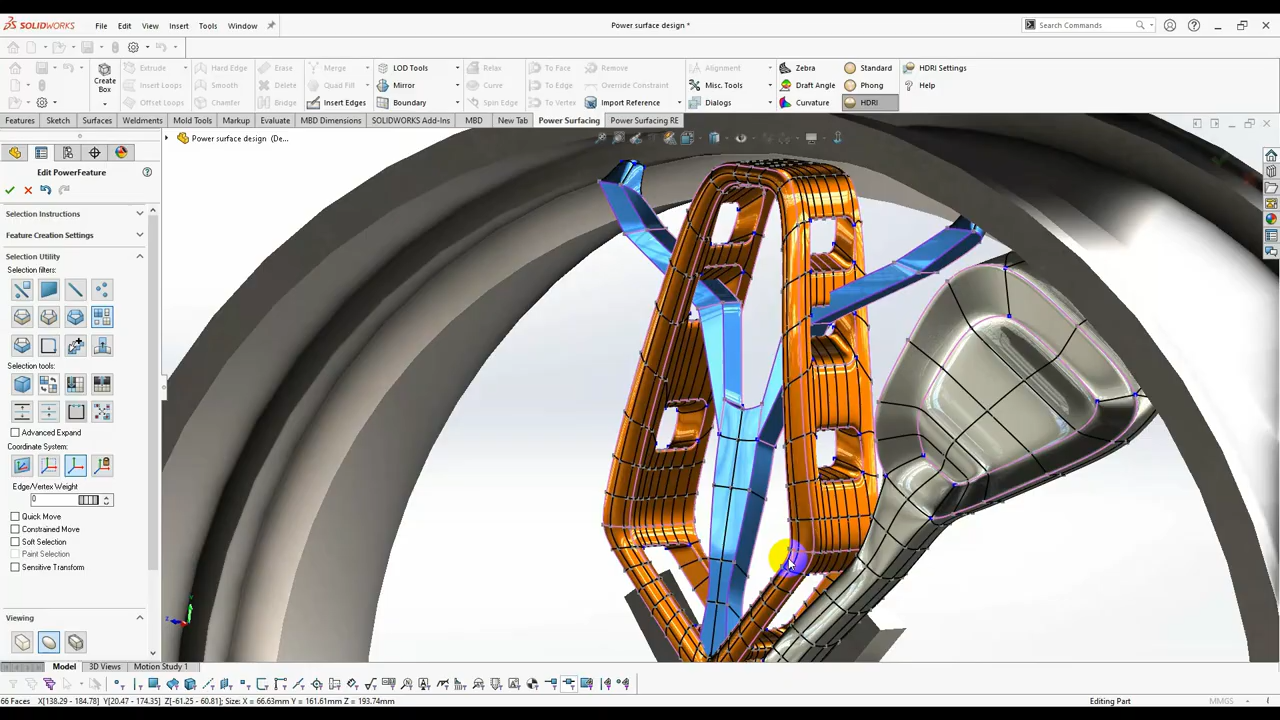 SOLIDWORKS File Edit View Insert Tools Window
Power surface design *
Search Commands
Create Box
Extrude Hard Edge Erase Merge LOD Tools Relax To Face Remove Alignment Zebra Standard HDRI Settings
Insert Loops Smooth Delete Quad Fill Mirror Curve To Edge Override Constraint Misc. Tools Draft Angle Phong Help
Offset Loops Chamfer Bridge Insert Edges Boundary Spin Edge To Vertex Import Reference Dialogs Curvature HDRI
Features Sketch Surfaces Weldments Mold Tools Markup Evaluate MBD Dimensions SOLIDWORKS Add-Ins MBD New Tab Power Surfacing Power Surfacing RE
Power surface design (De...
Edit PowerFeature
Selection Instructions
Feature Creation Settings
Selection Utility
Selection filters:
Selection tools:
Advanced Expand
Coordinate System:
Edge/Vertex Weight
0
Quick Move
Constrained Move
Soft Selection
Paint Selection
Sensitive Transform
Viewing
Model 3D Views Motion Study 1
66 Faces X[138.29 - 184.78] Y[20.47 - 174.35] Z[-61.25 - 60.81]; Size: X = 66.63mm Y = 161.61mm Z = 193.74mm
Editing Part
MMGS